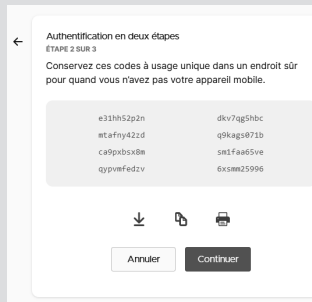 Authentification en deux étapes
ÉTAPE 2 SUR 3
Conservez ces codes à usage unique dans un endroit sûr
pour quand vous n'avez pas votre appareil mobile.
e31hh52p2n dkv7qg5hbc
mtafny42zd q9kags071b
ca9pxbsx8m sm1faa65ve
qypvmfedzv 6xsmm25996
Annuler Continuer